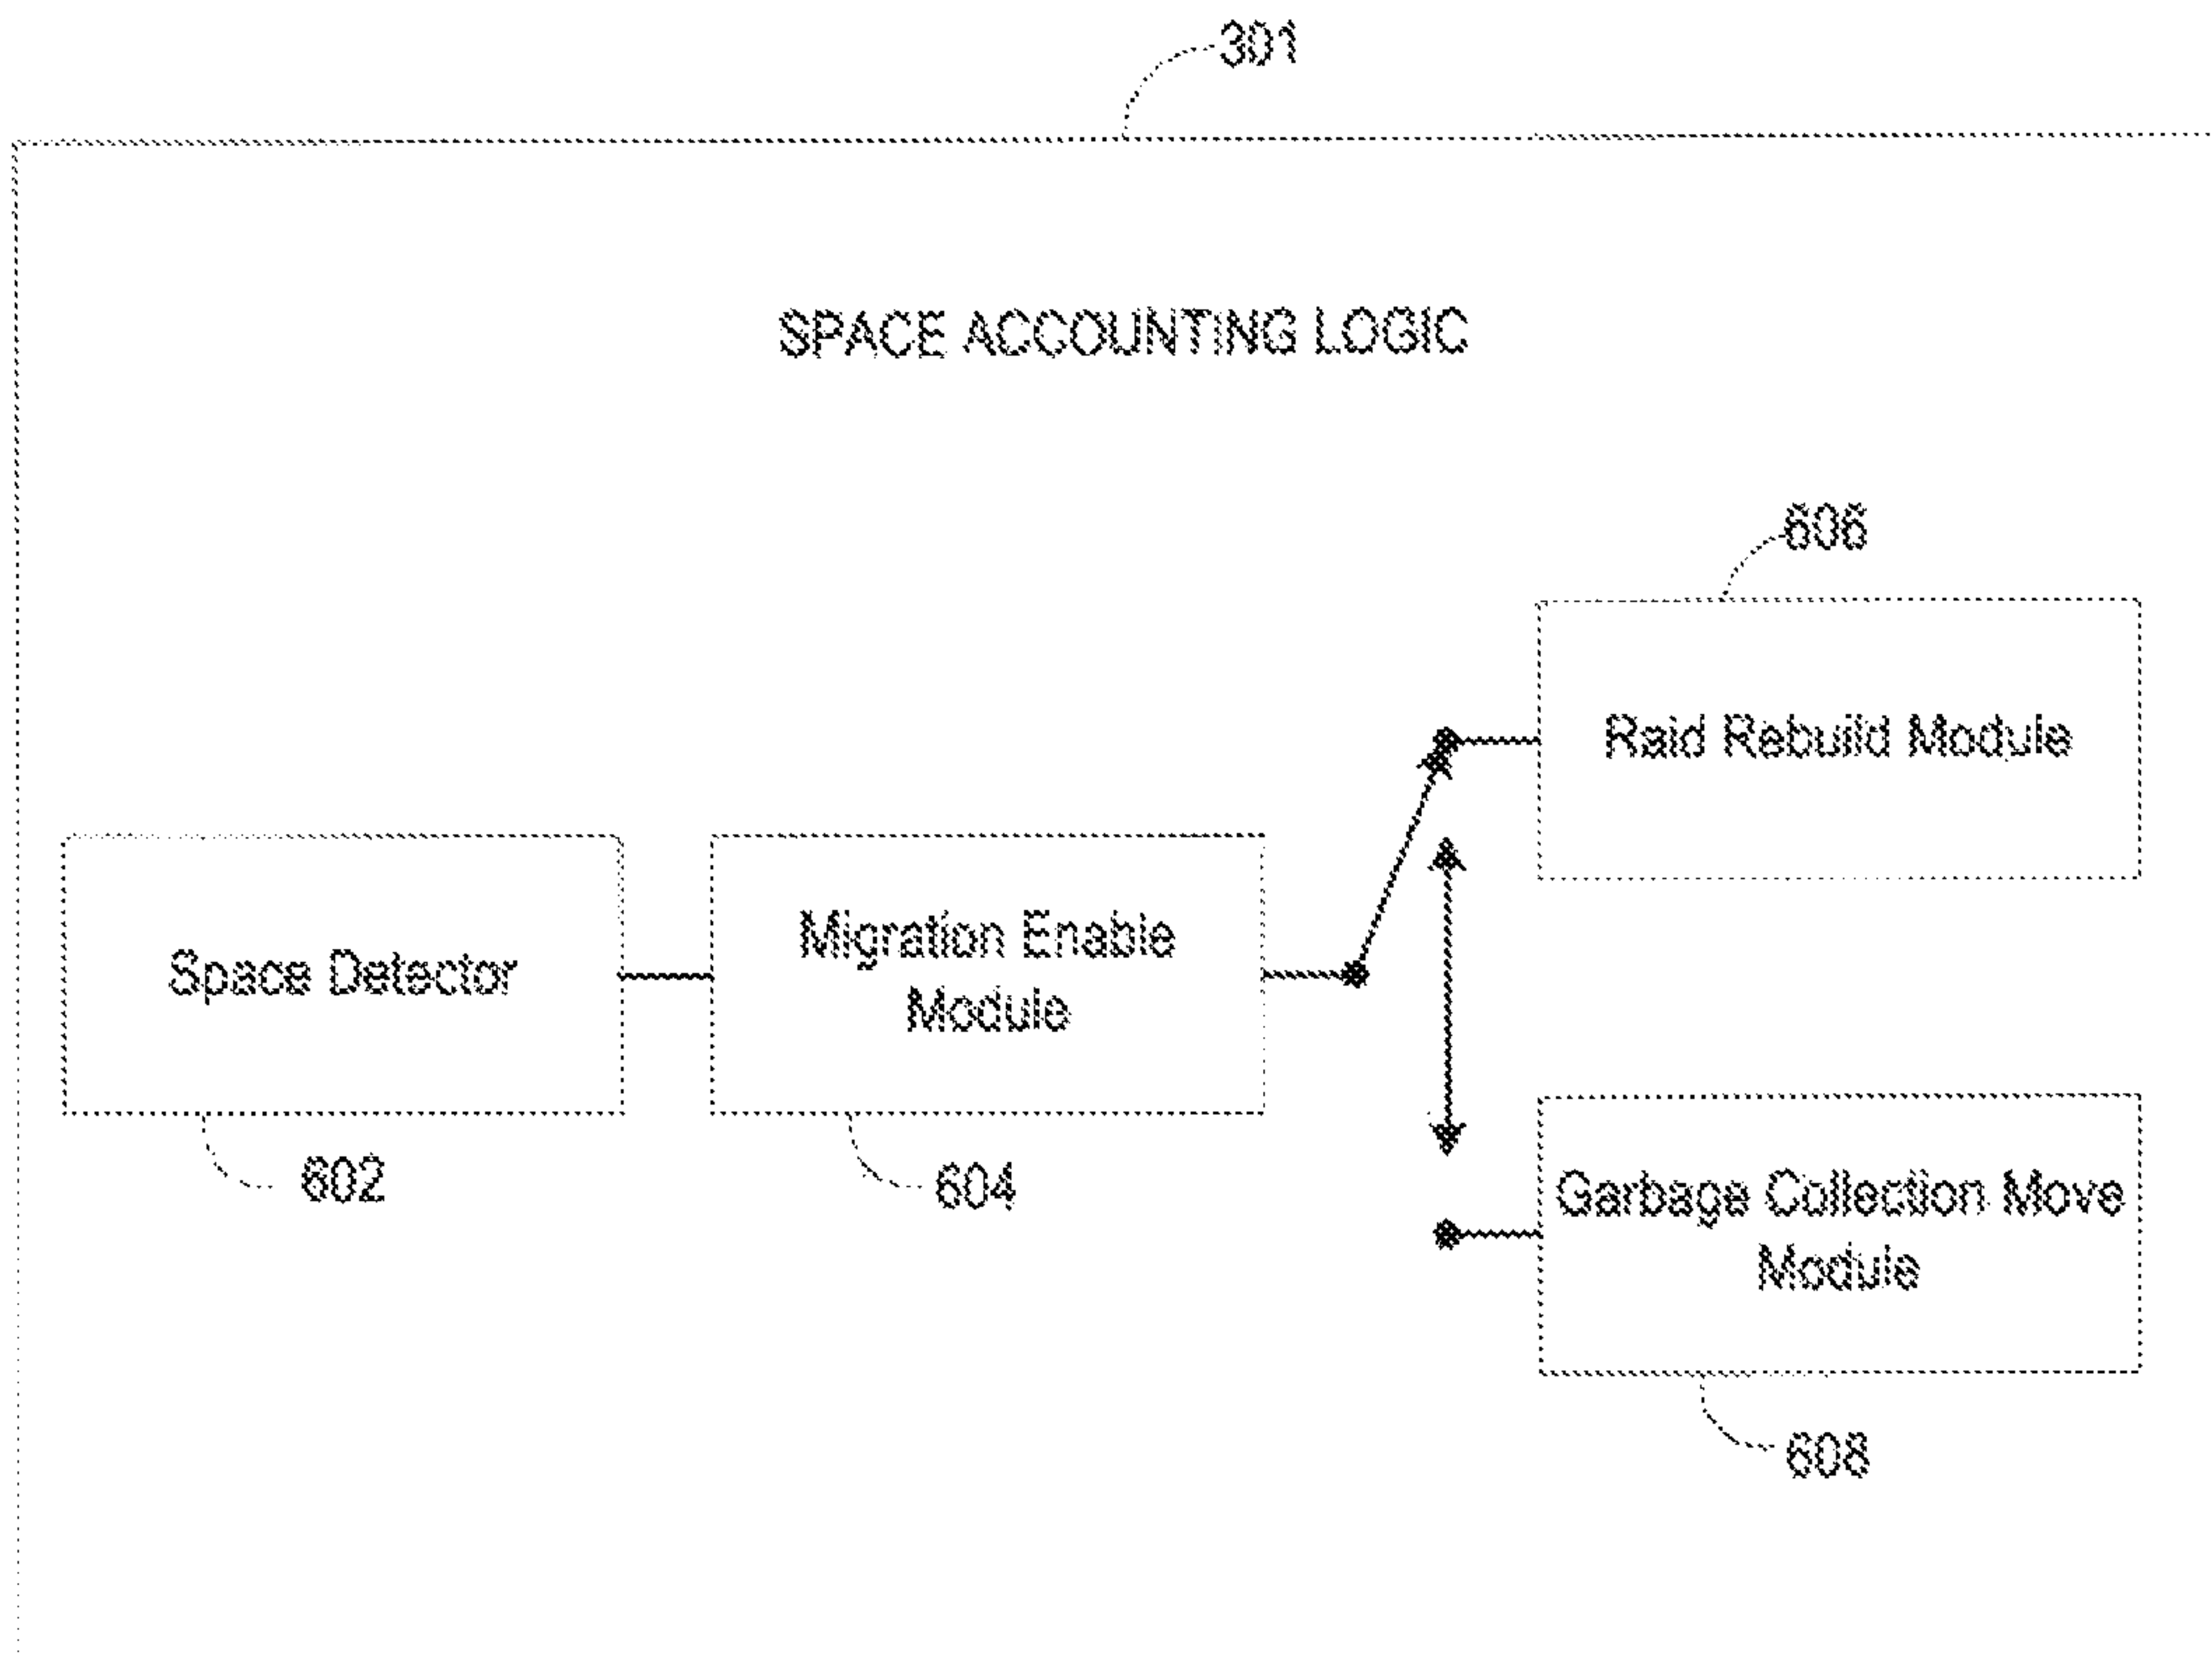 301
SPACE ACCOUNTING LOGIC
606
Raid Rebuild Module
Space Detector
Migration Enable
Module
602
604
Garbage Collection Move
Module
608